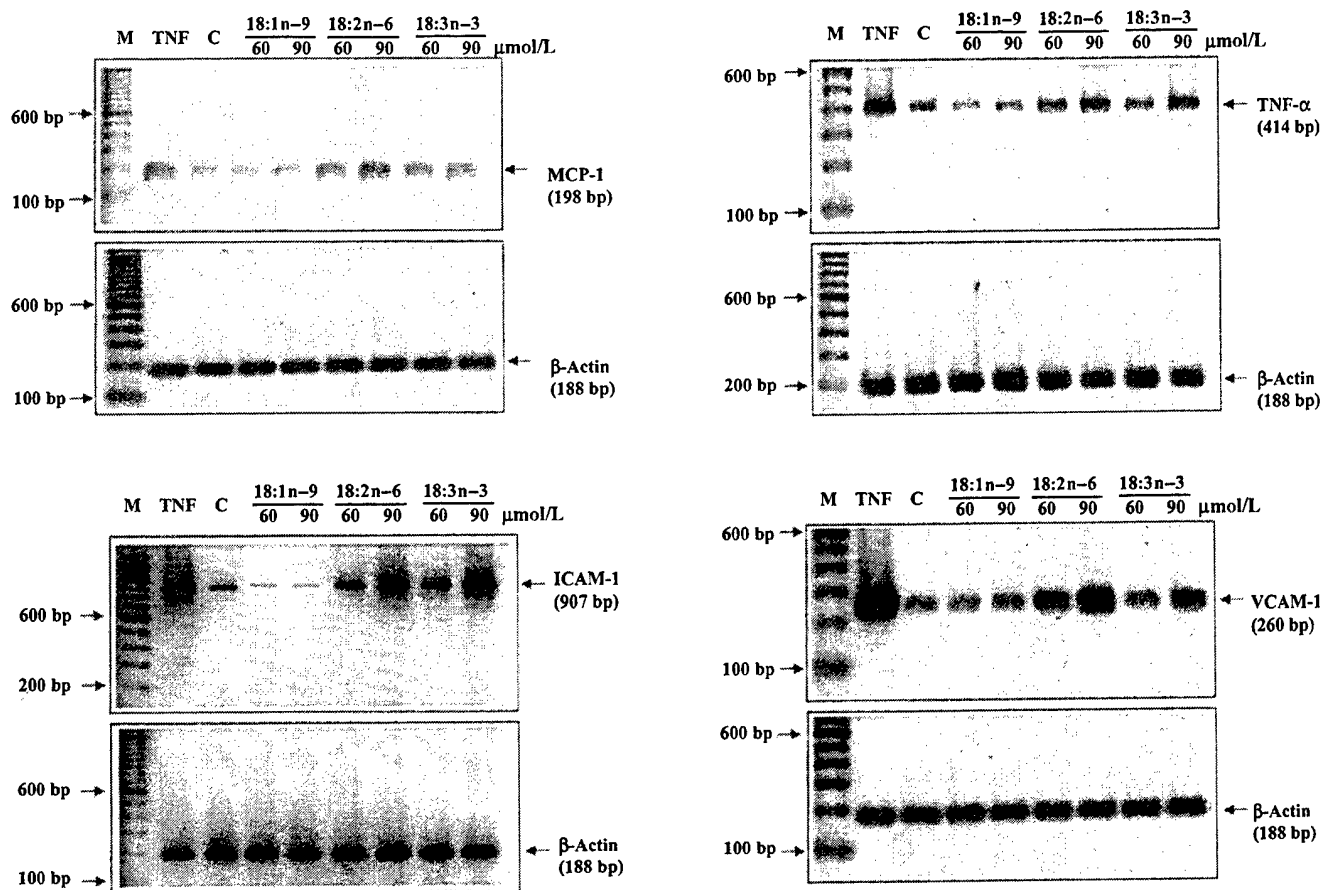 18:1n–9 18:2n–6 18:3n–3
M TNF C 60 90 60 90 60 90 μmol/L
600 bp
100 bp
MCP-1
(198 bp)
600 bp
100 bp
β-Actin
(188 bp)
18:1n–9 18:2n–6 18:3n–3
M TNF C 60 90 60 90 60 90
600 bp
100 bp
TNF-α
(414 bp)
600 bp
200 bp
β-Actin
(188 bp)
18:1n–9 18:2n–6 18:3n–3
M TNF C 60 90 60 90 60 90 μmol/L
600 bp
200 bp
ICAM-1
(907 bp)
600 bp
100 bp
β-Actin
(188 bp)
18:1n–9 18:2n–6 18:3n–3
M TNF C 60 90 60 90 60 90 μmol/L
600 bp
100 bp
VCAM-1
(260 bp)
600 bp
100 bp
β-Actin
(188 bp)